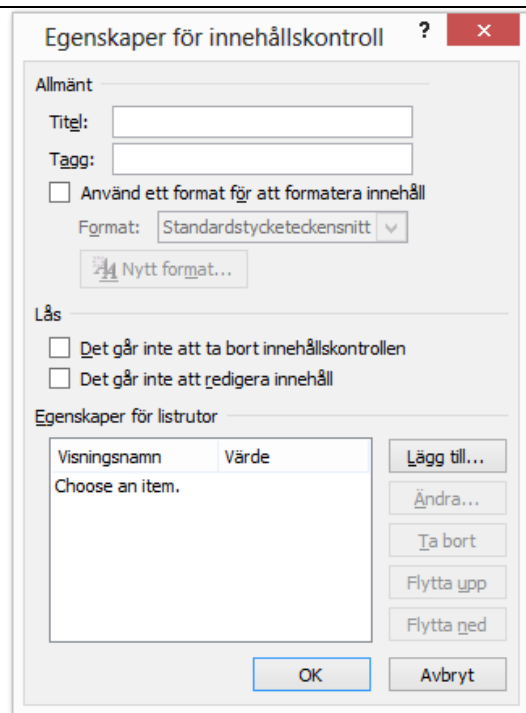 Egenskaper för innehållskontroll ?
Allmänt
Titel:
Tagg:
Använd ett format för att formatera innehåll
Format: Standardstycketeckensnitt
Nytt format...
Lås
Det går inte att ta bort innehållskontrollen
Det går inte att redigera innehåll
Egenskaper för listrutor
Visningsnamn Värde Lägg till...
Choose an item.
Ändra...
Ta bort
Flytta upp
Flytta ned
OK Avbryt